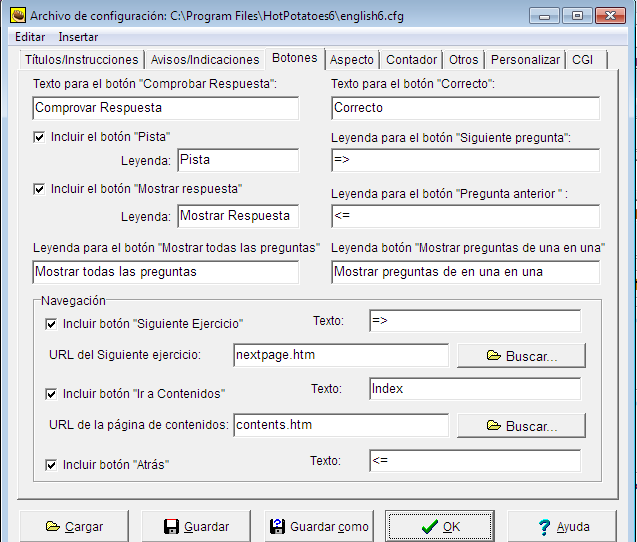 Archivo de configuración: C:\Program Files\HotPotatoes6\english6.cfg
Editar Insertar
Títulos/Instrucciones Avisos/Indicaciones Botones Aspecto Contador Otros Personalizar CGI
Texto para el botón "Comprobar Respuesta": Texto para el botón "Correcto":
Comprovar Respuesta Correcto
Incluir el botón "Pista" Leyenda para el botón "Siguiente pregunta":
Leyenda: Pista =>
Incluir el botón "Mostrar respuesta" Leyenda para el botón "Pregunta anterior " :
Leyenda: Mostrar Respuesta <=
Leyenda para el botón "Mostrar todas las preguntas" Leyenda botón "Mostrar preguntas de una en una"
Mostrar todas las preguntas Mostrar preguntas de en una en una
Navegación
Incluir botón "Siguiente Ejercicio" Texto: =>
URL del Siguiente ejercicio: nextpage.htm Buscar...
Incluir botón "Ir a Contenidos" Texto: Index
URL de la página de contenidos: contents.htm Buscar...
Incluir botón "Atrás" Texto: <=
Cargar Guardar Guardar como OK Ayuda